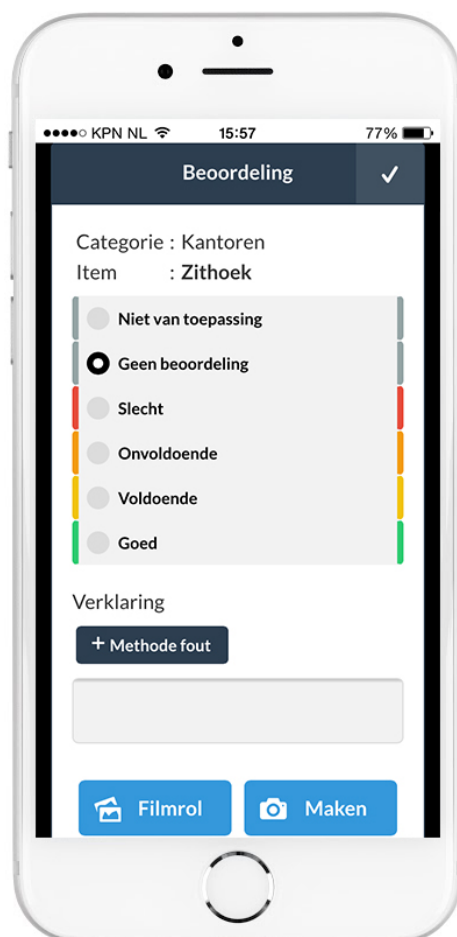 KPN NL 15:57 77%
Beoordeling
Categorie : Kantoren
Item : Zithoek
Niet van toepassing
Geen beoordeling
Slecht
Onvoldoende
Voldoende
Goed
Verklaring
+ Methode fout
Filmrol Maken